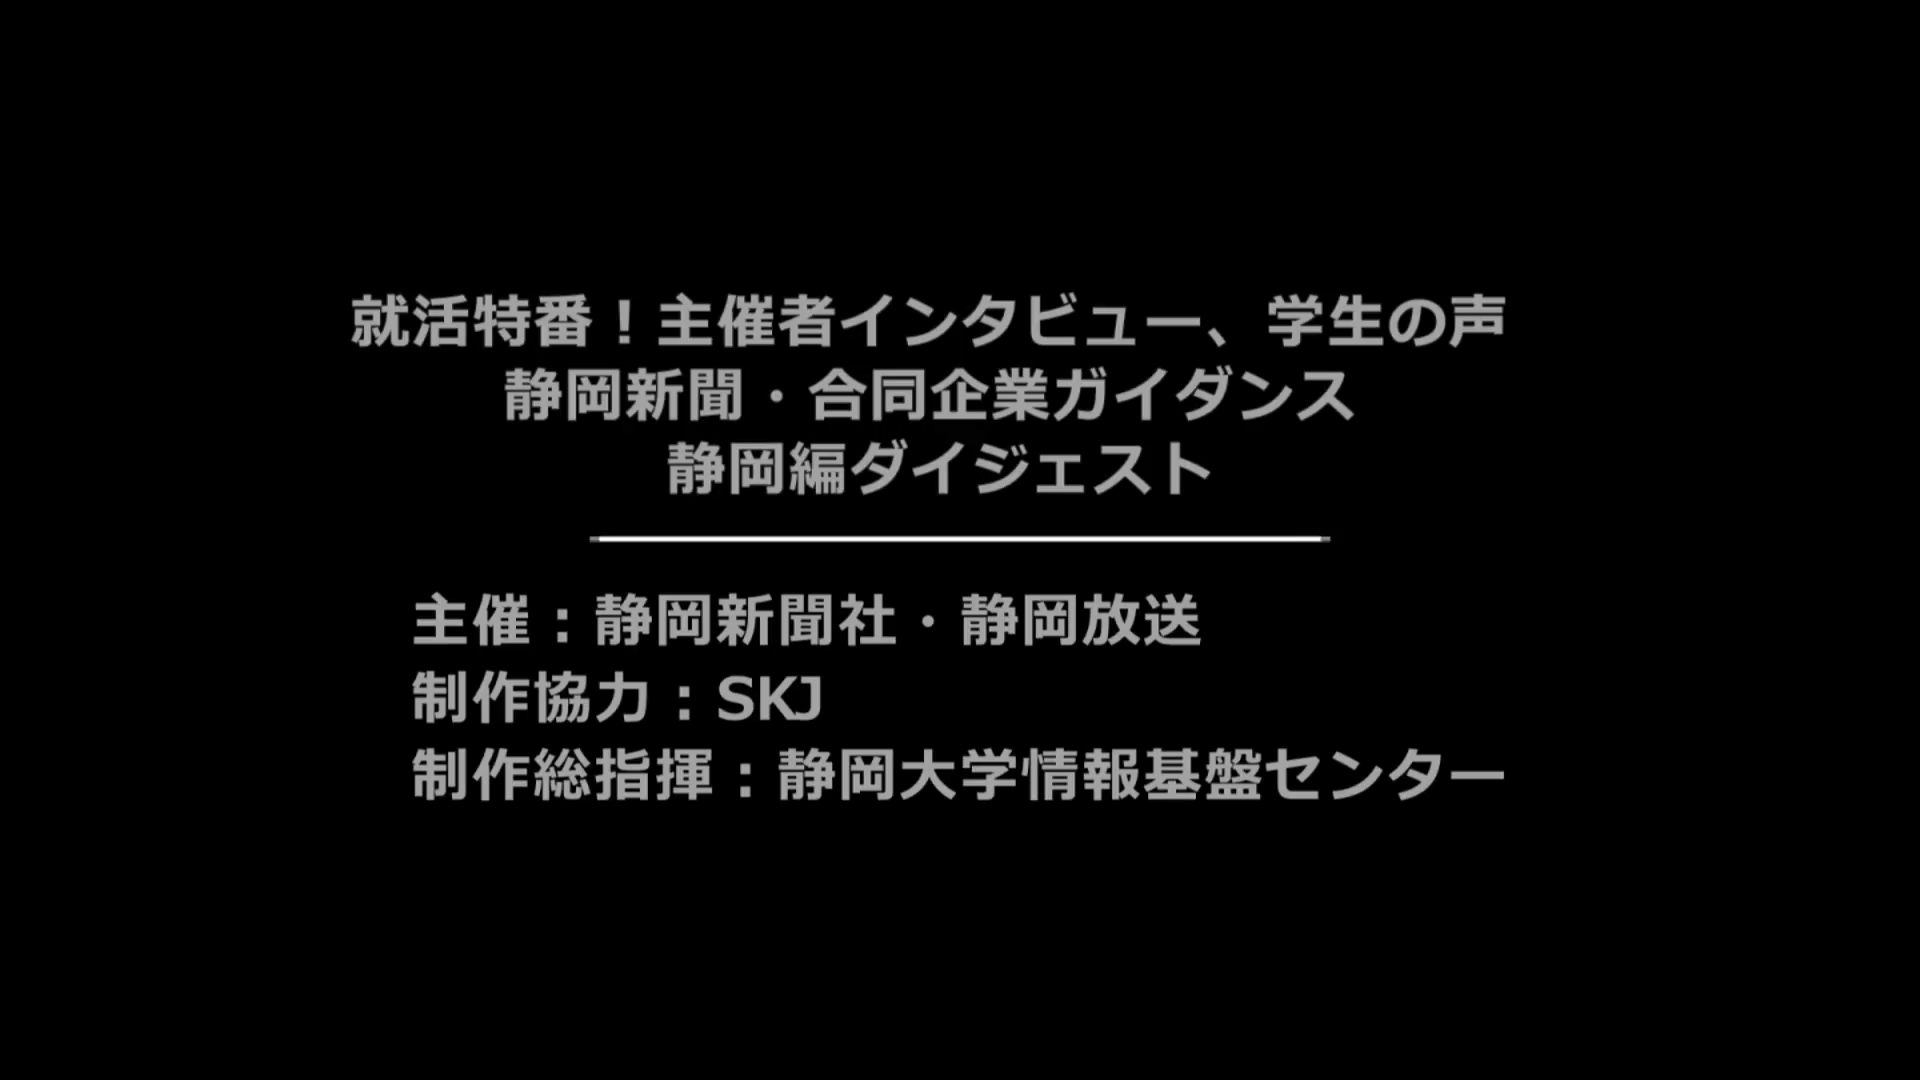 就活特番！主催者インタビュー、学生の声
静岡新聞・合同企業ガイダンス
静岡編ダイジェスト
主催：静岡新聞社・静岡放送
制作協力：SKJ
制作総指揮：静岡大学情報基盤センター